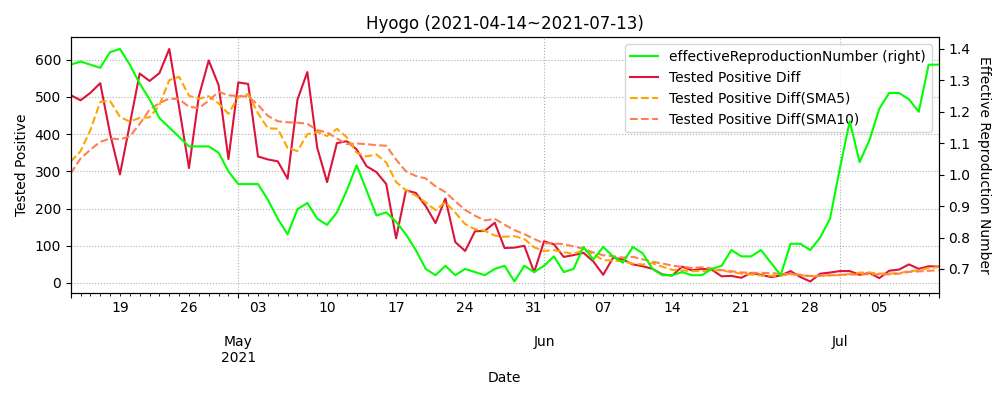 Hyogo (2021-04-14~2021-07-13)
effectiveReproductionNumber (right)
Tested Positive Diff
Tested Positive Diff(SMA5)
Tested Positive Diff(SMA10)
Tested Positive
600
500
400
300
200
100
0
1.4
1.3
1.2
1.1
1.0
0.9
0.8
0.7
Effective Reproduction Number
19 26 03 10 17 24 31 07 14 21 28 05
May Jun Jul
2021
Date